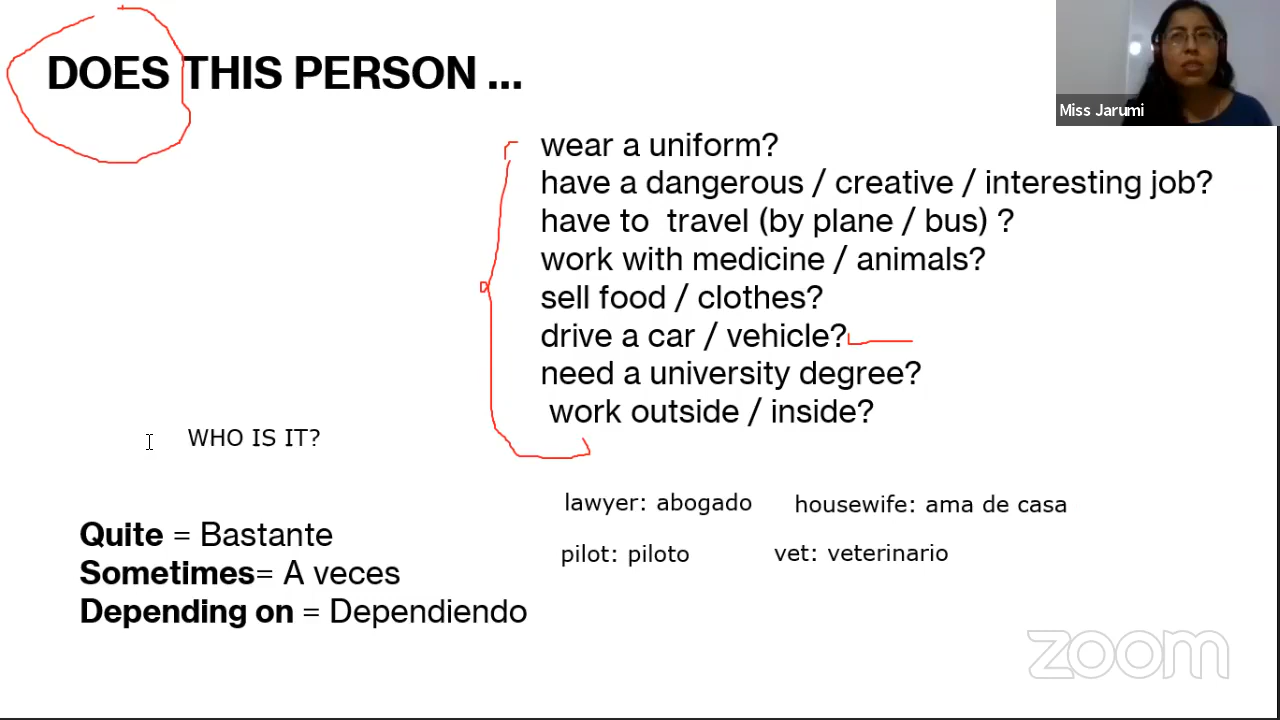 DOES THIS PERSON ...
Miss Jarumi
wear a uniform?
have a dangerous / creative / interesting job?
have to travel (by plane / bus) ?
work with medicine / animals?
sell food / clothes?
drive a car / vehicle?
need a university degree?
work outside / inside?
WHO IS IT?
lawyer: abogado
housewife: ama de casa
pilot: piloto
vet: veterinario
Quite = Bastante
Sometimes= A veces
Depending on = Dependiendo
zoom